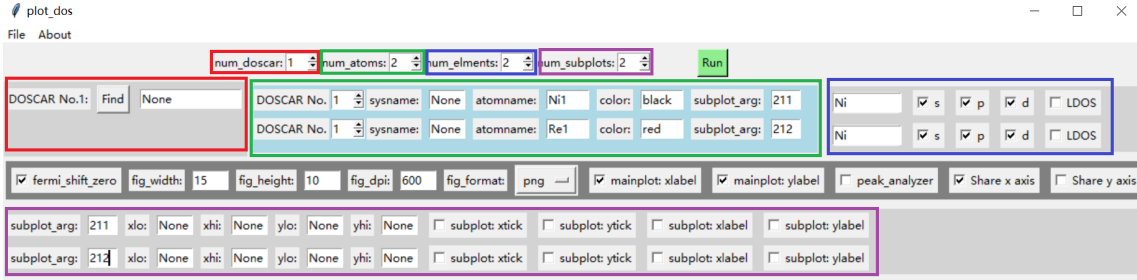 plot_dos
File About
num_doscar: 1 num_atoms: 2 num_elments: 2 num_subplots: 2 Run
DOSCAR No.1: Find None
DOSCAR No. 1 sysname: None atomname: Ni1 color: black subplot_arg: 211
DOSCAR No. 1 sysname: None atomname: Re1 color: red subplot_arg: 212
Ni s p d LDOS
Ni s p d LDOS
fermi_shift_zero fig_width: 15 fig_height: 10 fig_dpi: 600 fig_format: png mainplot: xlabel mainplot: ylabel peak_analyzer Share x axis Share y axis
subplot_arg: 211 xlo: None xhi: None ylo: None yhi: None subplot: xtick subplot: ytick subplot: xlabel subplot: ylabel
subplot_arg: 212 xlo: None xhi: None ylo: None yhi: None subplot: xtick subplot: ytick subplot: xlabel subplot: ylabel